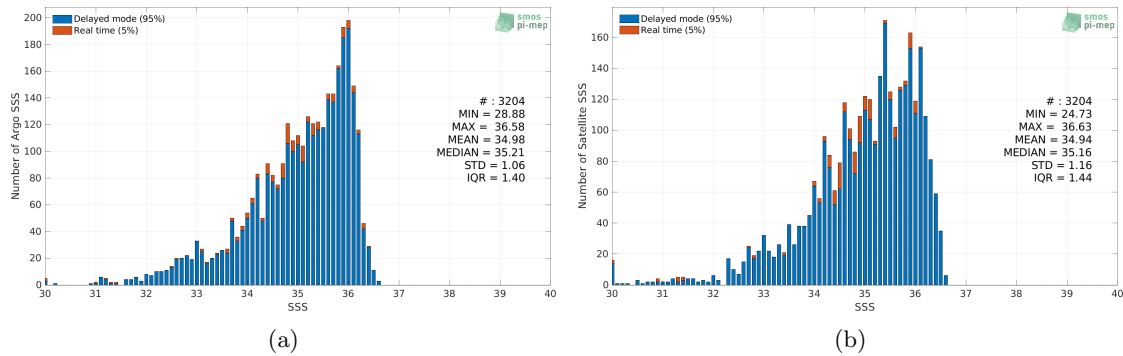 Delayed mode (95%)
Real time (5%)
smos
pi-mep
200
180
160
140
120
100
80
60
40
20
0
Number of Argo SSS
# : 3204
MIN = 28.88
MAX = 36.58
MEAN = 34.98
MEDIAN = 35.21
STD = 1.06
IQR = 1.40
30 31 32 33 34 35 36 37 38 39 40
SSS
(a)
Delayed mode (95%)
Real time (5%)
smos
pi-mep
160
140
120
100
80
60
40
20
0
Number of Satellite SSS
# : 3204
MIN = 24.73
MAX = 36.63
MEAN = 34.94
MEDIAN = 35.16
STD = 1.16
IQR = 1.44
30 31 32 33 34 35 36 37 38 39 40
SSS
(b)